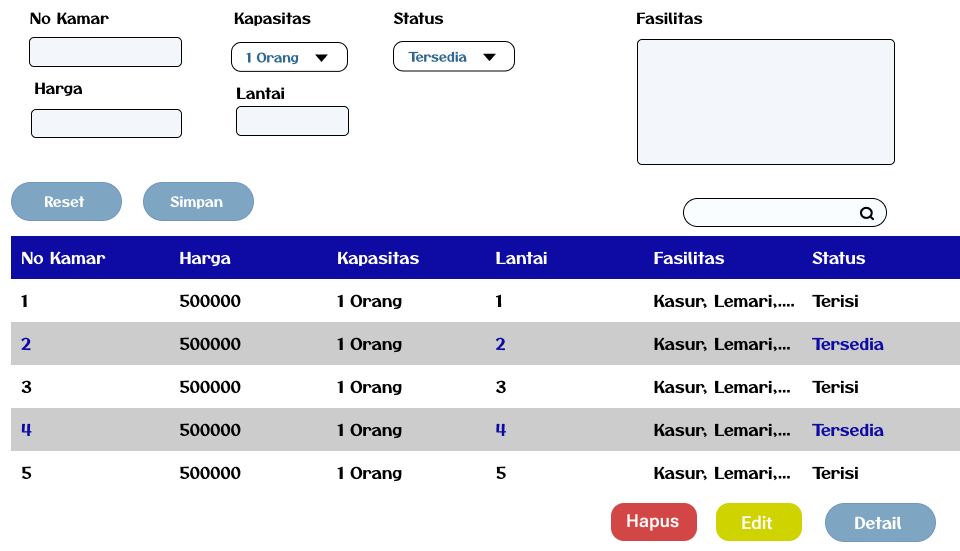 No Kamar Kapasitas Status Fasilitas
1 Orang Tersedia
Harga Lantai
Reset Simpan
No Kamar Harga Kapasitas Lantai Fasilitas Status
1 500000 1 Orang 1 Kasur, Lemari,.... Terisi
2 500000 1 Orang 2 Kasur, Lemari,... Tersedia
3 500000 1 Orang 3 Kasur, Lemari,... Terisi
4 500000 1 Orang 4 Kasur, Lemari,... Tersedia
5 500000 1 Orang 5 Kasur, Lemari,... Terisi
Hapus Edit Detail